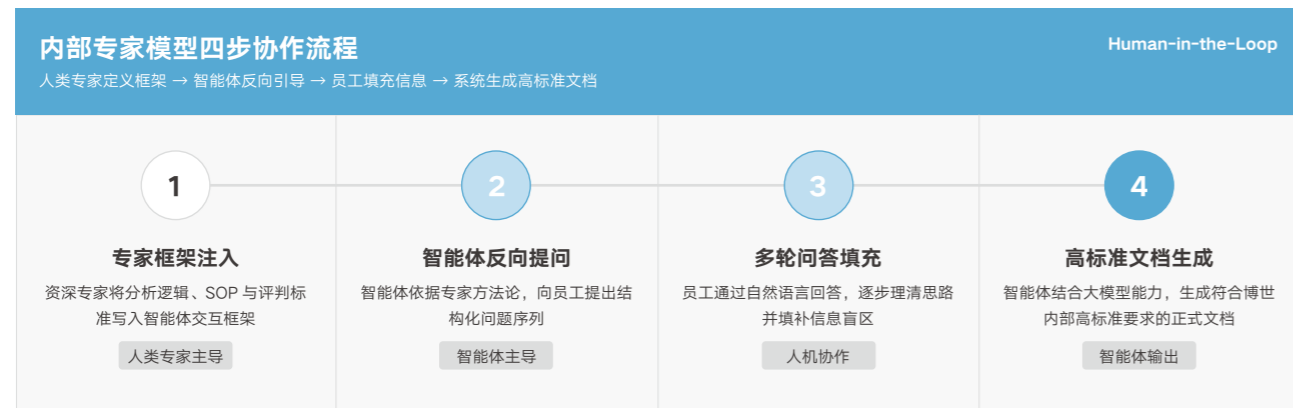 内部专家模型四步协作流程
Human-in-the-Loop
人类专家定义框架 → 智能体反向引导 → 员工填充信息 → 系统生成高标准文档
1
专家框架注入
资深专家将分析逻辑、SOP 与评判标
准写入智能体交互框架
人类专家主导
2
智能体反向提问
智能体依据专家方法论，向员工提出结
构化问题序列
智能体主导
3
多轮问答填充
员工通过自然语言回答，逐步理清思路
并填补信息盲区
人机协作
4
高标准文档生成
智能体结合大模型能力，生成符合博世
内部高标准要求的正式文档
智能体输出